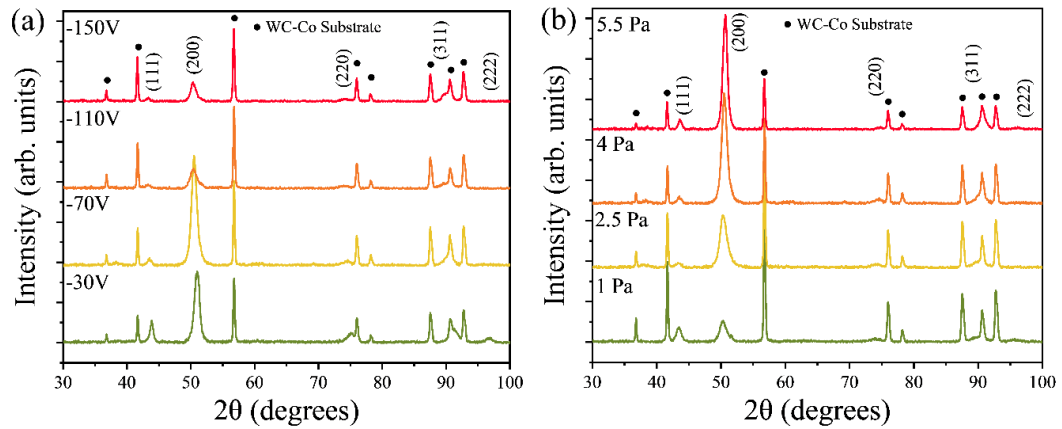 (a)
-150V
• WC-Co Substrate
(111)
(200)
(220)
(311)
(222)
-110V
-70V
-30V
Intensity (arb. units)
30 40 50 60 70 80 90 100
2θ (degrees)
(b)
5.5 Pa
• WC-Co Substrate
(111)
(200)
(220)
(311)
(222)
4 Pa
2.5 Pa
1 Pa
Intensity (arb. units)
30 40 50 60 70 80 90 100
2θ (degrees)